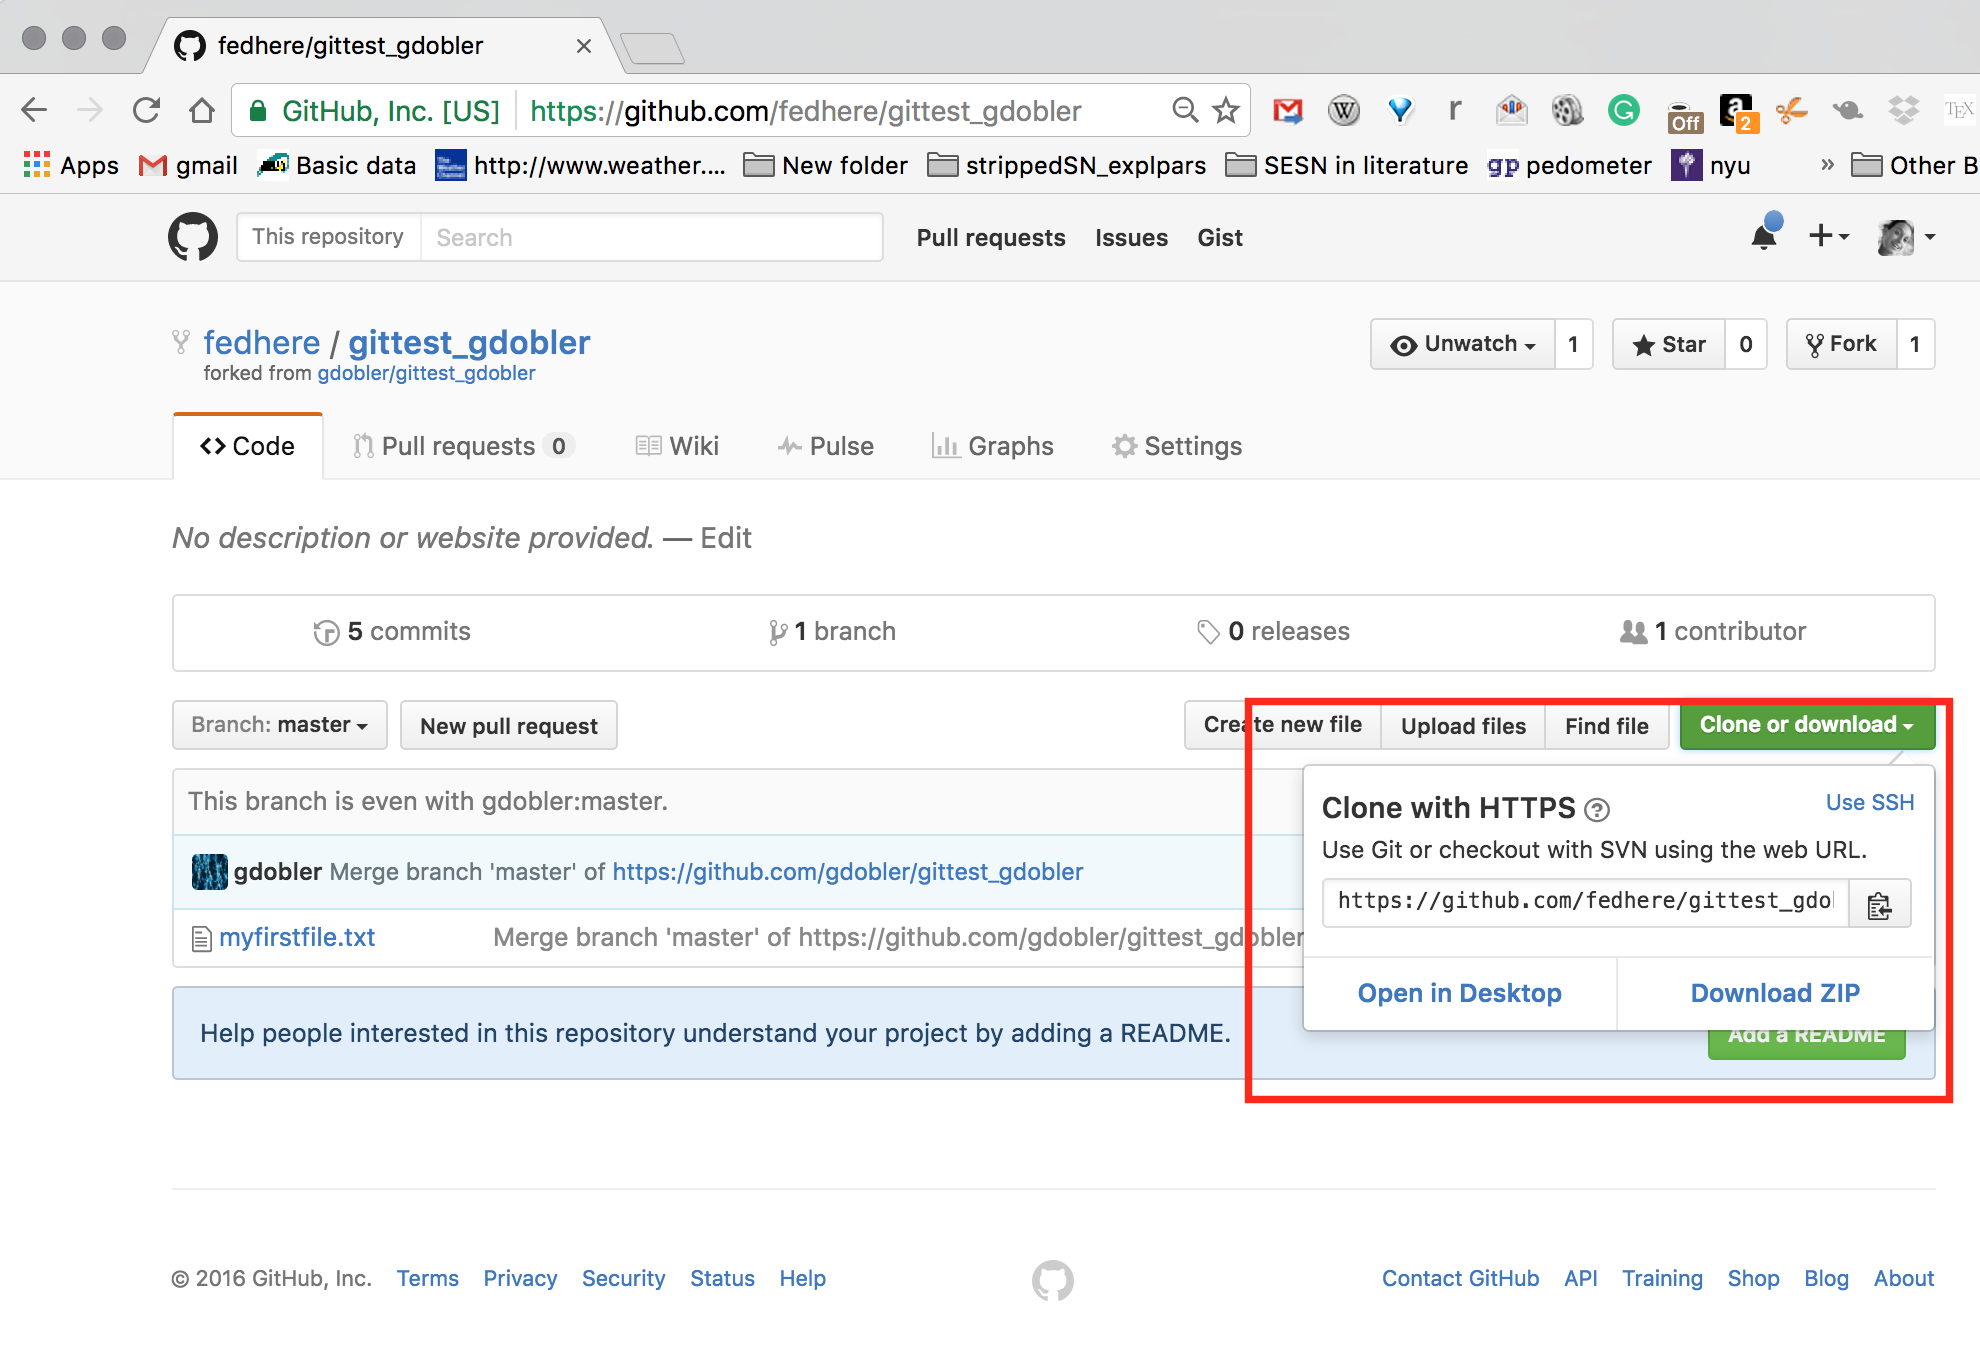 fedhere/gittest_gdobler
GitHub, Inc. [US] https://github.com/fedhere/gittest_gdobler
W r G Off a 2 TEX
Apps gmail Basic data http://www.weather.... New folder strippedSN_explpars SESN in literature gp pedometer nyu » Other B
This repository Search Pull requests Issues Gist
fedhere / gittest_gdobler Unwatch 1 Star 0 Fork 1
forked from gdobler/gittest_gdobler
Code Pull requests 0 Wiki Pulse Graphs Settings
No description or website provided. — Edit
5 commits 1 branch 0 releases 1 contributor
Branch: master New pull request Create new file Upload files Find file Clone or download
This branch is even with gdobler:master.
gdobler Merge branch 'master' of https://github.com/gdobler/gittest_gdobler
myfirstfile.txt Merge branch 'master' of https://github.com/gdobler/gittest_gdobler
Help people interested in this repository understand your project by adding a README.
Clone with HTTPS ? Use SSH
Use Git or checkout with SVN using the web URL.
https://github.com/fedhere/gittest_gdo
Open in Desktop Download ZIP
Add a README
© 2016 GitHub, Inc. Terms Privacy Security Status Help Contact GitHub API Training Shop Blog About